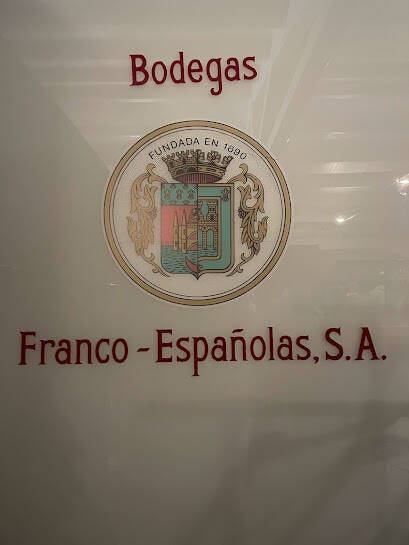 Bodegas
FUNDADA EN 1890
Franco-Españolas, S.A.